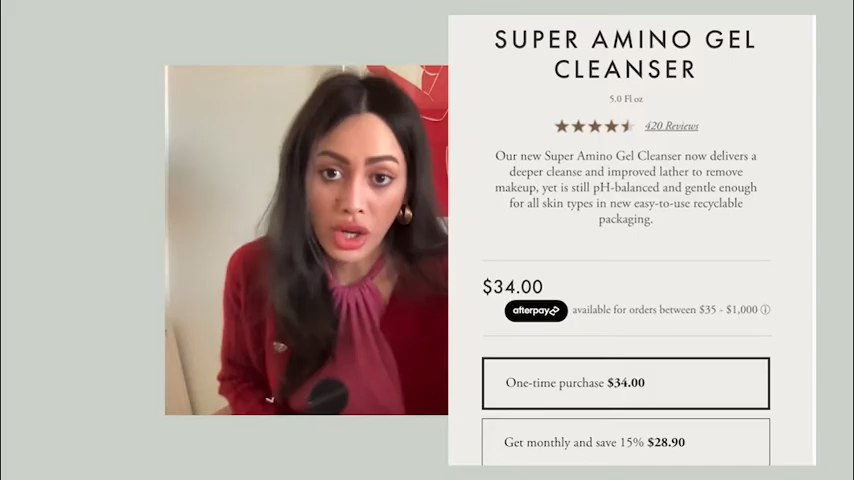 SUPER AMINO GEL
CLEANSER
5.0 Fl oz
420 Reviews
Our new Super Amino Gel Cleanser now delivers a
deeper cleanse and improved lather to remove
makeup, yet is still pH-balanced and gentle enough
for all skin types in new easy-to-use recyclable
packaging.
$34.00
afterpay available for orders between $35 - $1,000
One-time purchase $34.00
Get monthly and save 15% $28.90